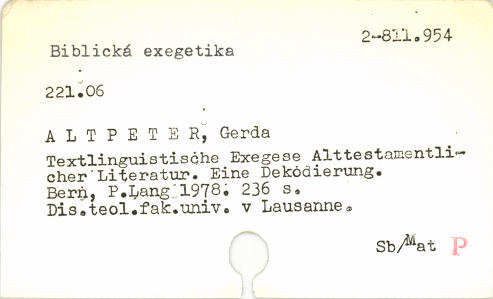 2-811.954
Biblická exegetika
221.06
A L T P E T E R, Gerda
Textlinguistische Exegese Alttestamentli-
cher Literatur. Eine Dekodierung.
Bern, P.Lang 1978. 236 s.
Dis.teol.fak.univ. v Lausanne.
Sb/Mat P